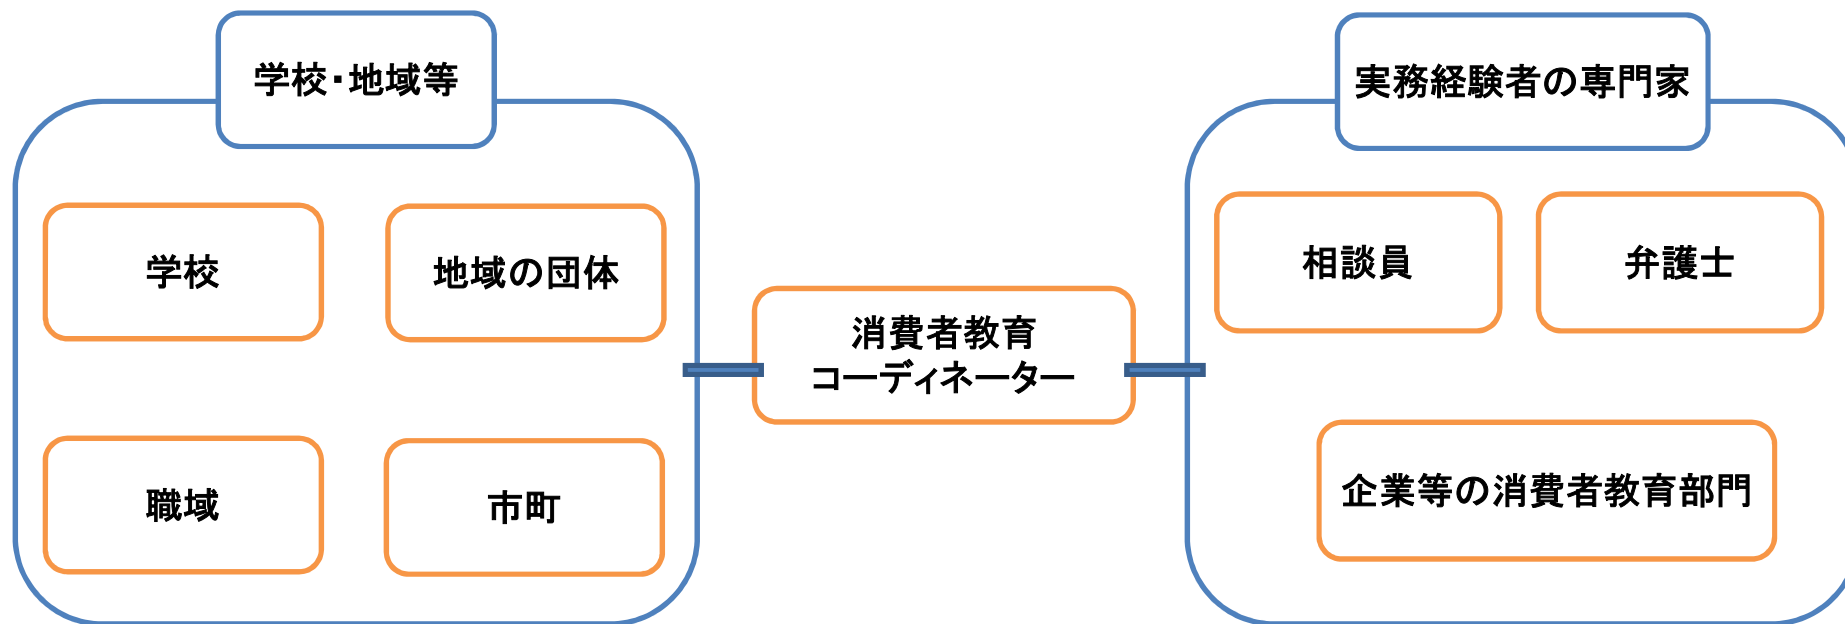 学校・地域等
実務経験者の専門家
学校
地域の団体
職域
市町
消費者教育
コーディネーター
相談員
弁護士
企業等の消費者教育部門